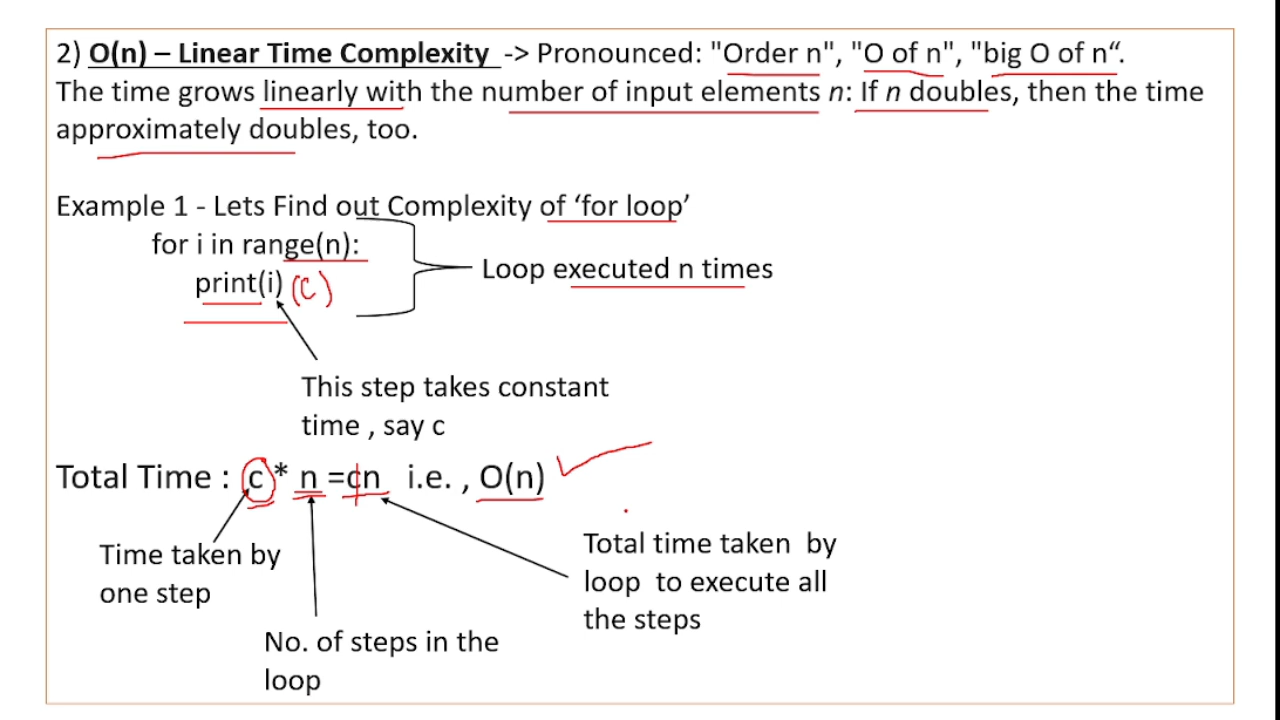 2) O(n) – Linear Time Complexity -> Pronounced: "Order n", "O of n", "big O of n“.
The time grows linearly with the number of input elements n: If n doubles, then the time
approximately doubles, too.
Example 1 - Lets Find out Complexity of ‘for loop’
for i in range(n):
print(i) (c)
Loop executed n times
This step takes constant
time , say c
Total Time : c * n =cn i.e. , O(n)
Time taken by
one step
No. of steps in the
loop
Total time taken by
loop to execute all
the steps